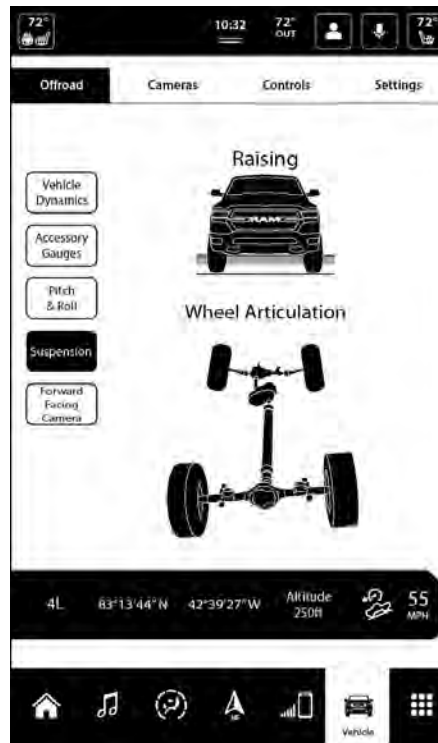 72°
10:32
72°
OUT
72°
Offroad
Cameras
Controls
Settings
Raising
RAM
Vehicle
Dynamics
Accessory
Gauges
Pitch
& Roll
Suspension
Forward
Facing
Camera
Wheel Articulation
4L
83°13'44"N
42°39'27"W
Altitude
250ft
55
MPH
Vehicle